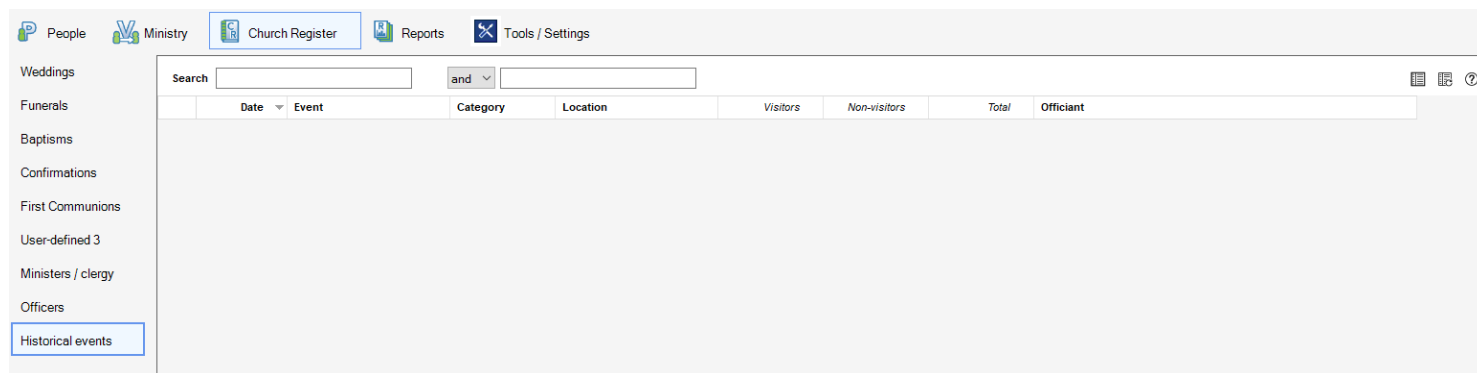 People Ministry Church Register Reports Tools / Settings
Weddings
Funerals
Baptisms
Confirmations
First Communions
User-defined 3
Ministers / clergy
Officers
Historical events
Search and
Date Event Category Location Visitors Non-visitors Total Officiant